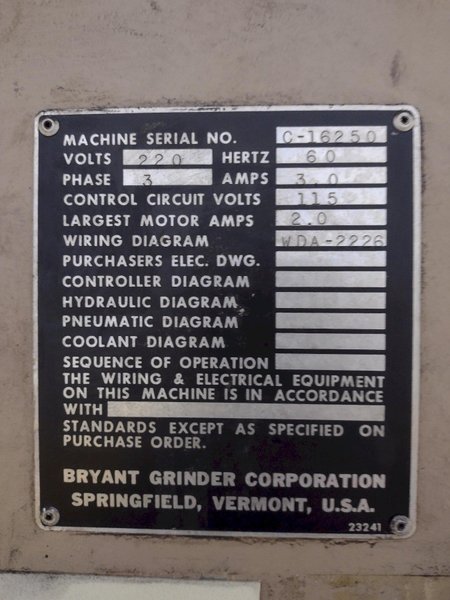 MACHINE SERIAL NO. C-16250
VOLTS 220 HERTZ 60
PHASE 3 AMPS 3.0
CONTROL CIRCUIT VOLTS 115
LARGEST MOTOR AMPS 2.0
WIRING DIAGRAM WDA-2226
PURCHASERS ELEC. DWG.
CONTROLLER DIAGRAM
HYDRAULIC DIAGRAM
PNEUMATIC DIAGRAM
COOLANT DIAGRAM
SEQUENCE OF OPERATION
THE WIRING & ELECTRICAL EQUIPMENT
ON THIS MACHINE IS IN ACCORDANCE
WITH
STANDARDS EXCEPT AS SPECIFIED ON
PURCHASE ORDER.
BRYANT GRINDER CORPORATION
SPRINGFIELD, VERMONT, U.S.A.
23241